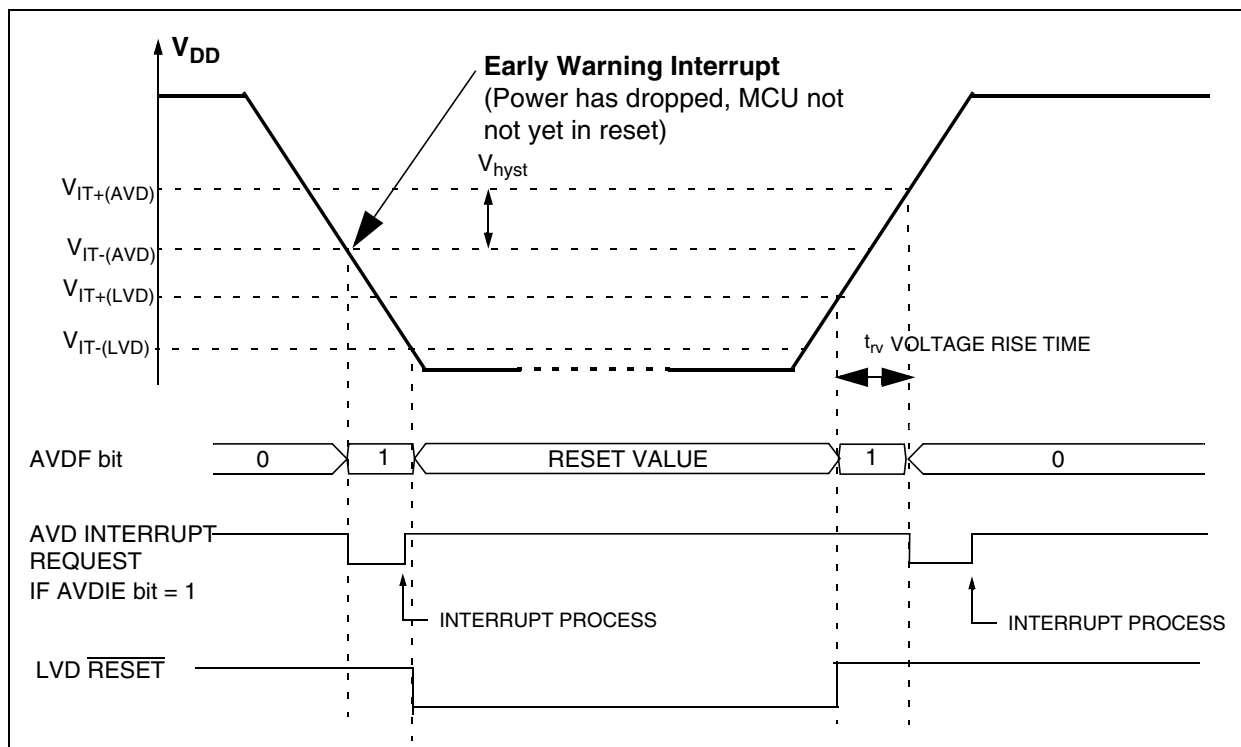 VDD
Early Warning Interrupt
(Power has dropped, MCU not
not yet in reset)
Vhyst
VIT+(AVD)
VIT-(AVD)
VIT+(LVD)
VIT-(LVD)
trv VOLTAGE RISE TIME
AVDF bit
0
1
RESET VALUE
1
0
AVD INTERRUPT
REQUEST
IF AVDIE bit = 1
INTERRUPT PROCESS
INTERRUPT PROCESS
LVD RESET